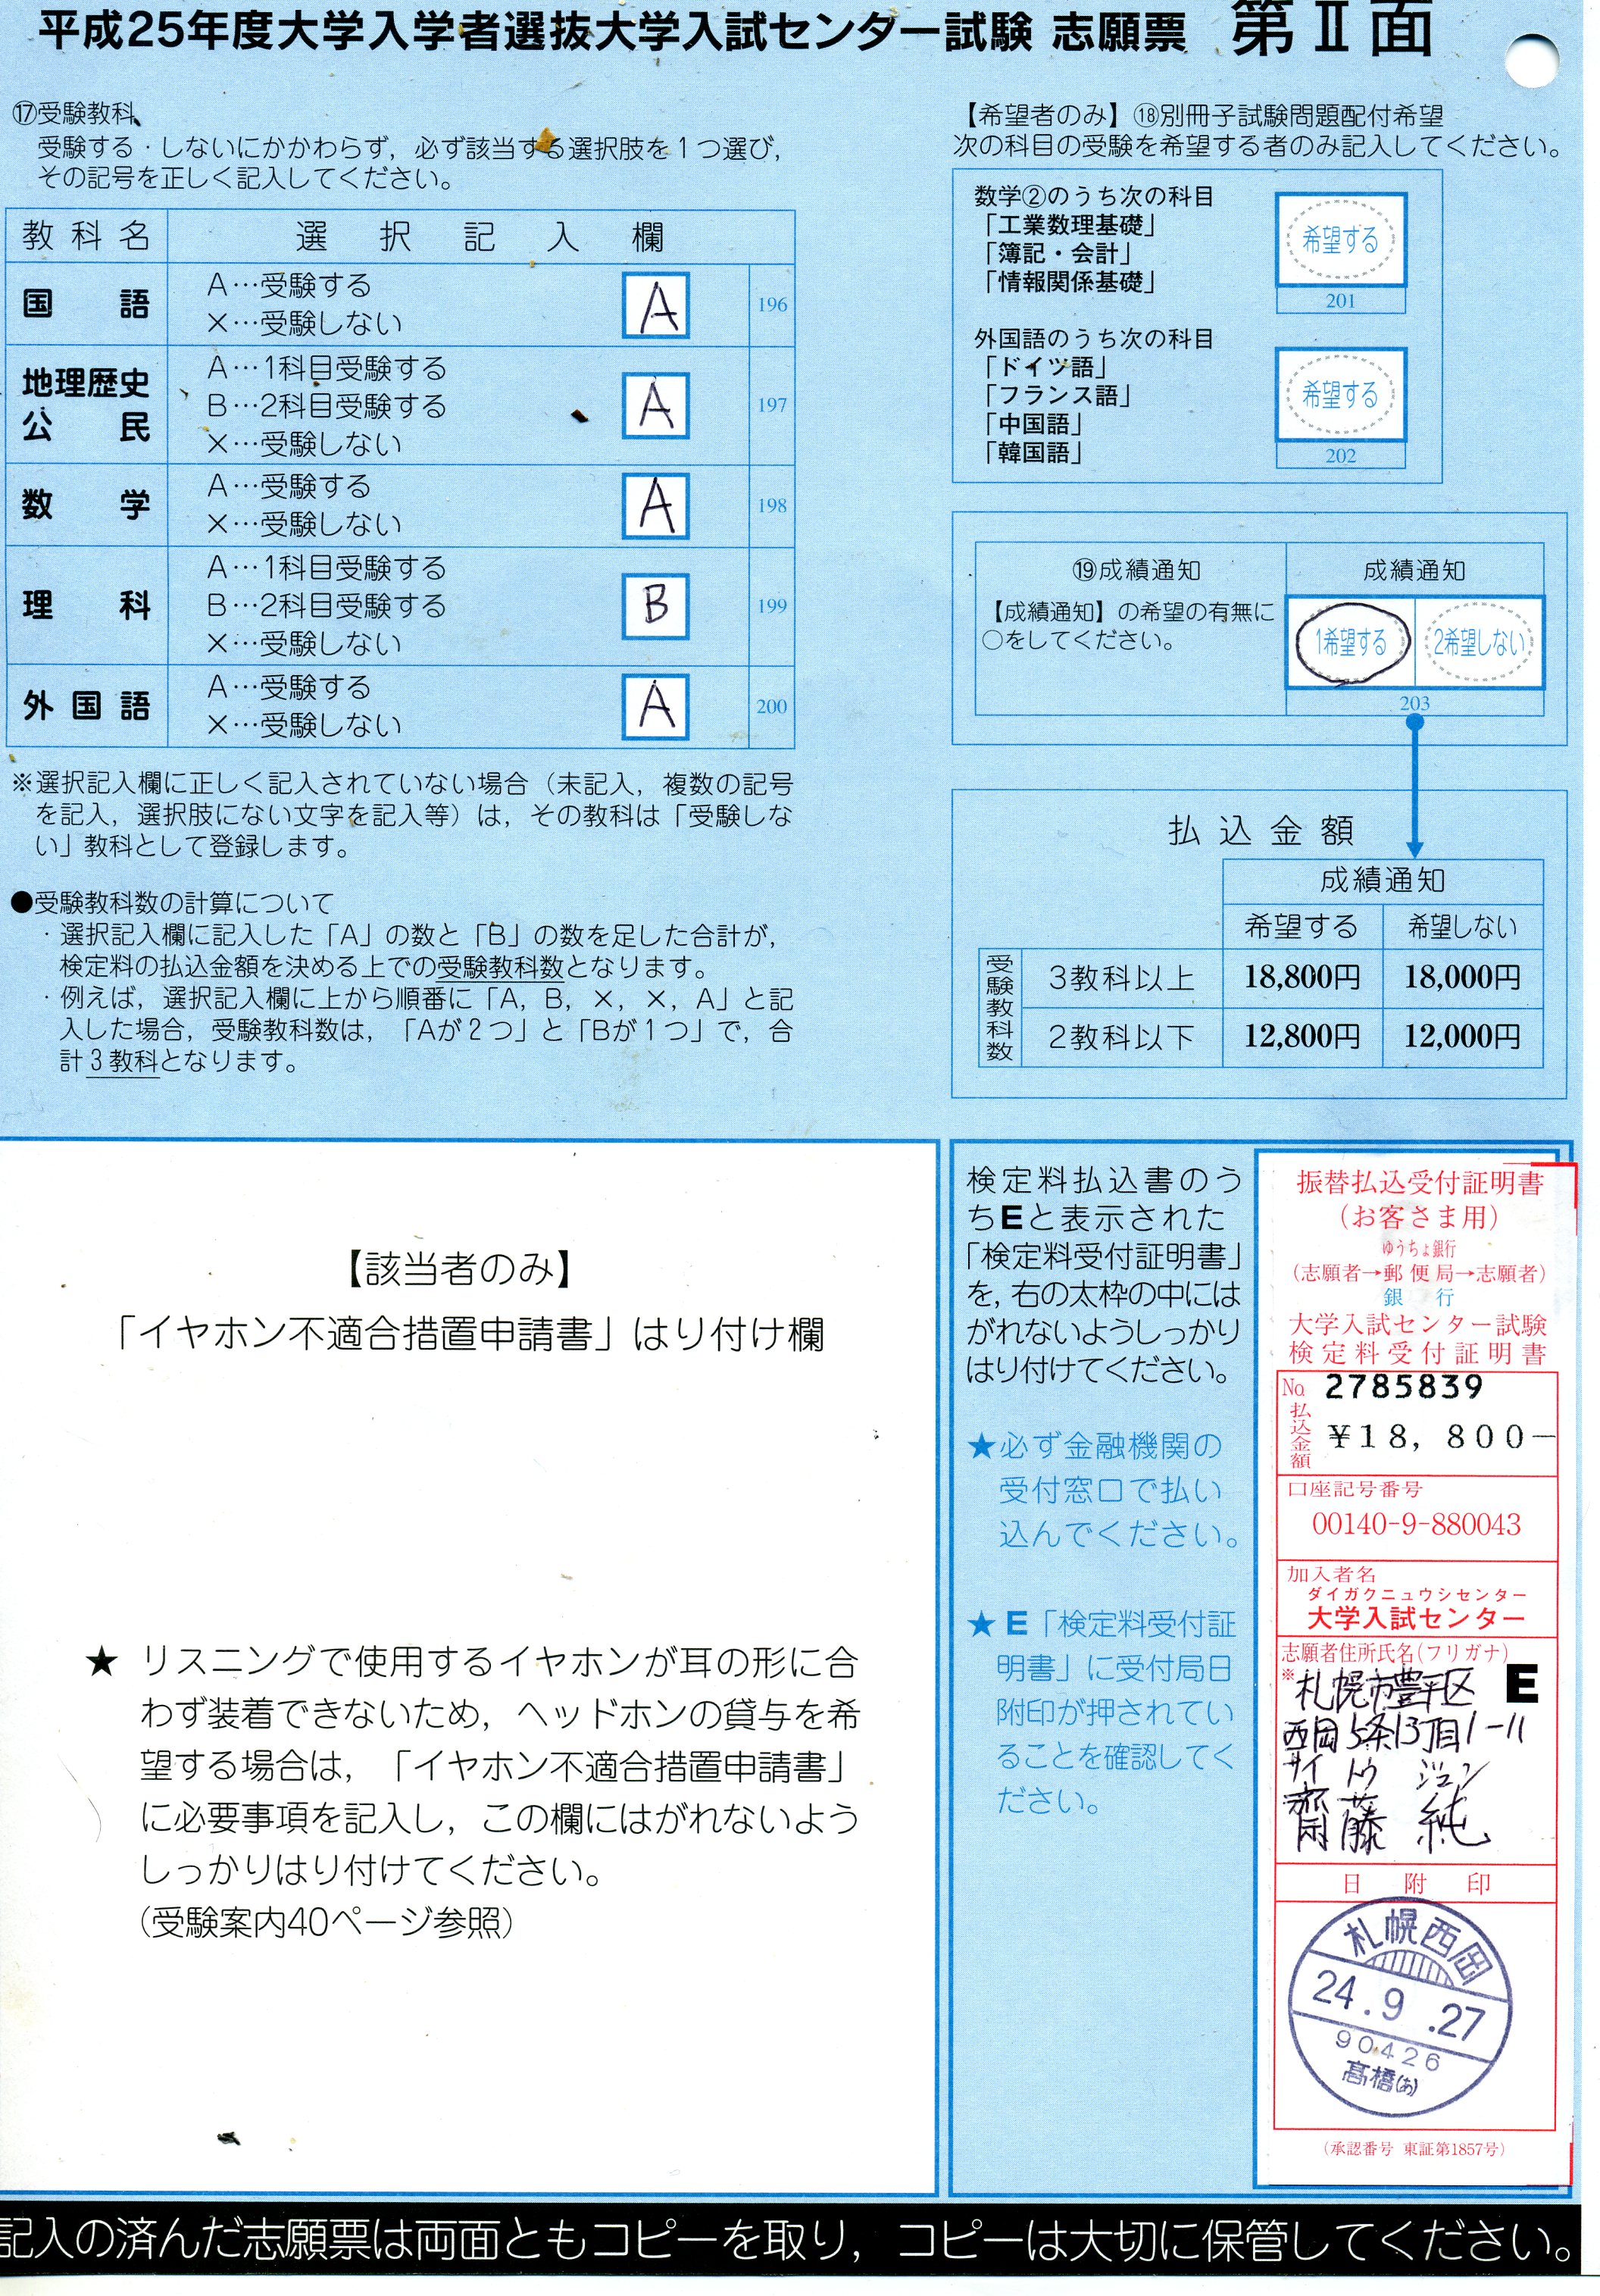 平成25年度大学入学者選抜大学入試センター試験 志願票 第Ⅱ面
⑰受験教科
受験する・しないにかかわらず，必ず該当する選択肢を１つ選び，
その記号を正しく記入してください。
教科名 選択記入欄
国語 A…受験する
×…受験しない
A 196
地理歴史
公民
A…1科目受験する
B…2科目受験する
×…受験しない
A 197
数学 A…受験する
×…受験しない
A 198
理科 A…1科目受験する
B…2科目受験する
×…受験しない
B 199
外国語 A…受験する
×…受験しない
A 200
※選択記入欄に正しく記入されていない場合（未記入，複数の記号
を記入，選択肢にない文字を記入等）は，その教科は「受験しな
い」教科として登録します。
●受験教科数の計算について
・選択記入欄に記入した「A」の数と「B」の数を足した合計が，
検定料の払込金額を決める上での受験教科数となります。
・例えば，選択記入欄に上から順番に「A，B，×，×，A」と記
入した場合，受験教科数は，「Aが２つ」と「Bが１つ」で，合
計３教科となります。
【希望者のみ】⑱別冊子試験問題配付希望
次の科目の受験を希望する者のみ記入してください。
数学②のうち次の科目
「工業数理基礎」
「簿記・会計」
「情報関係基礎」
希望する
201
外国語のうち次の科目
「ドイツ語」
「フランス語」
「中国語」
「韓国語」
希望する
202
⑲成績通知 成績通知
【成績通知】の希望の有無に
○をしてください。
1希望する 2希望しない
203
払込金額
成績通知
希望する 希望しない
受験教科数
3教科以上 18,800円 18,000円
2教科以下 12,800円 12,000円
【該当者のみ】
「イヤホン不適合措置申請書」はり付け欄
★ リスニングで使用するイヤホンが耳の形に合
わず装着できないため，ヘッドホンの貸与を希
望する場合は，「イヤホン不適合措置申請書」
に必要事項を記入し，この欄にはがれないよう
しっかりはり付けてください。
（受験案内40ページ参照）
検定料払込書のう
ちEと表示された
「検定料受付証明書」
を，右の太枠の中には
がれないようしっかり
はり付けてください。
★必ず金融機関の
受付窓口で払い
込んでください。
★E「検定料受付証
明書」に受付局日
附印が押されてい
ることを確認してく
ださい。
振替払込受付証明書
（お客さま用）
ゆうちょ銀行
（志願者→郵便局→志願者）
銀行
大学入試センター試験
検定料受付証明書
No. 2785839
払込金額 ¥18,800-
口座記号番号
00140-9-880043
加入者名
ダイガクニュウシセンター
大学入試センター
志願者住所氏名(フリガナ)
※札幌市豊平区 E
西岡5条13丁目1-11
サイトウ ジュン
齋藤 純
日附印
札幌西岡
24.9.27
90426
髙橋(あ)
（承認番号 東証第1857号）
記入の済んだ志願票は両面ともコピーを取り，コピーは大切に保管してください。